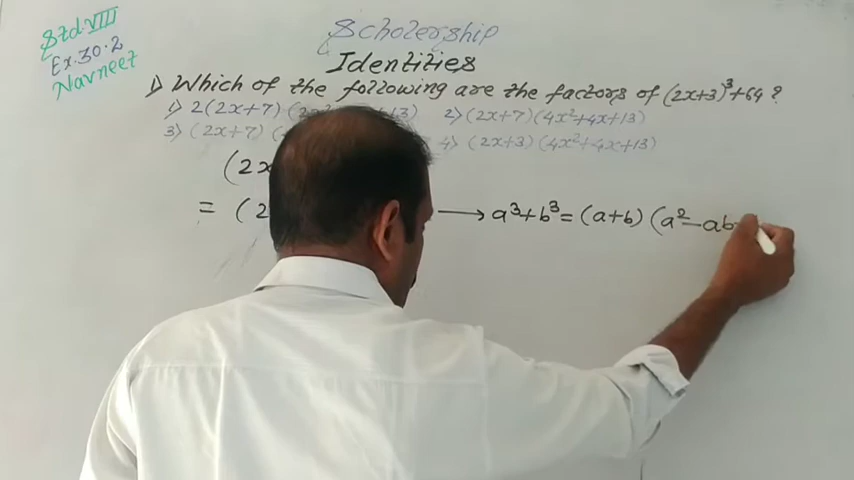 Scholership
Std.VIII
Ex.30.2
Navneet
Identities
1) Which of the following are the factors of (2x+3)³+64?
1) 2(2x+7) 13) 2) (2x+7)(4x²+4x+13)
3) (2x+7) 4) (2x+3)(4x²+4x+13)
(2x
= (2 → a³+b³=(a+b)(a²-ab